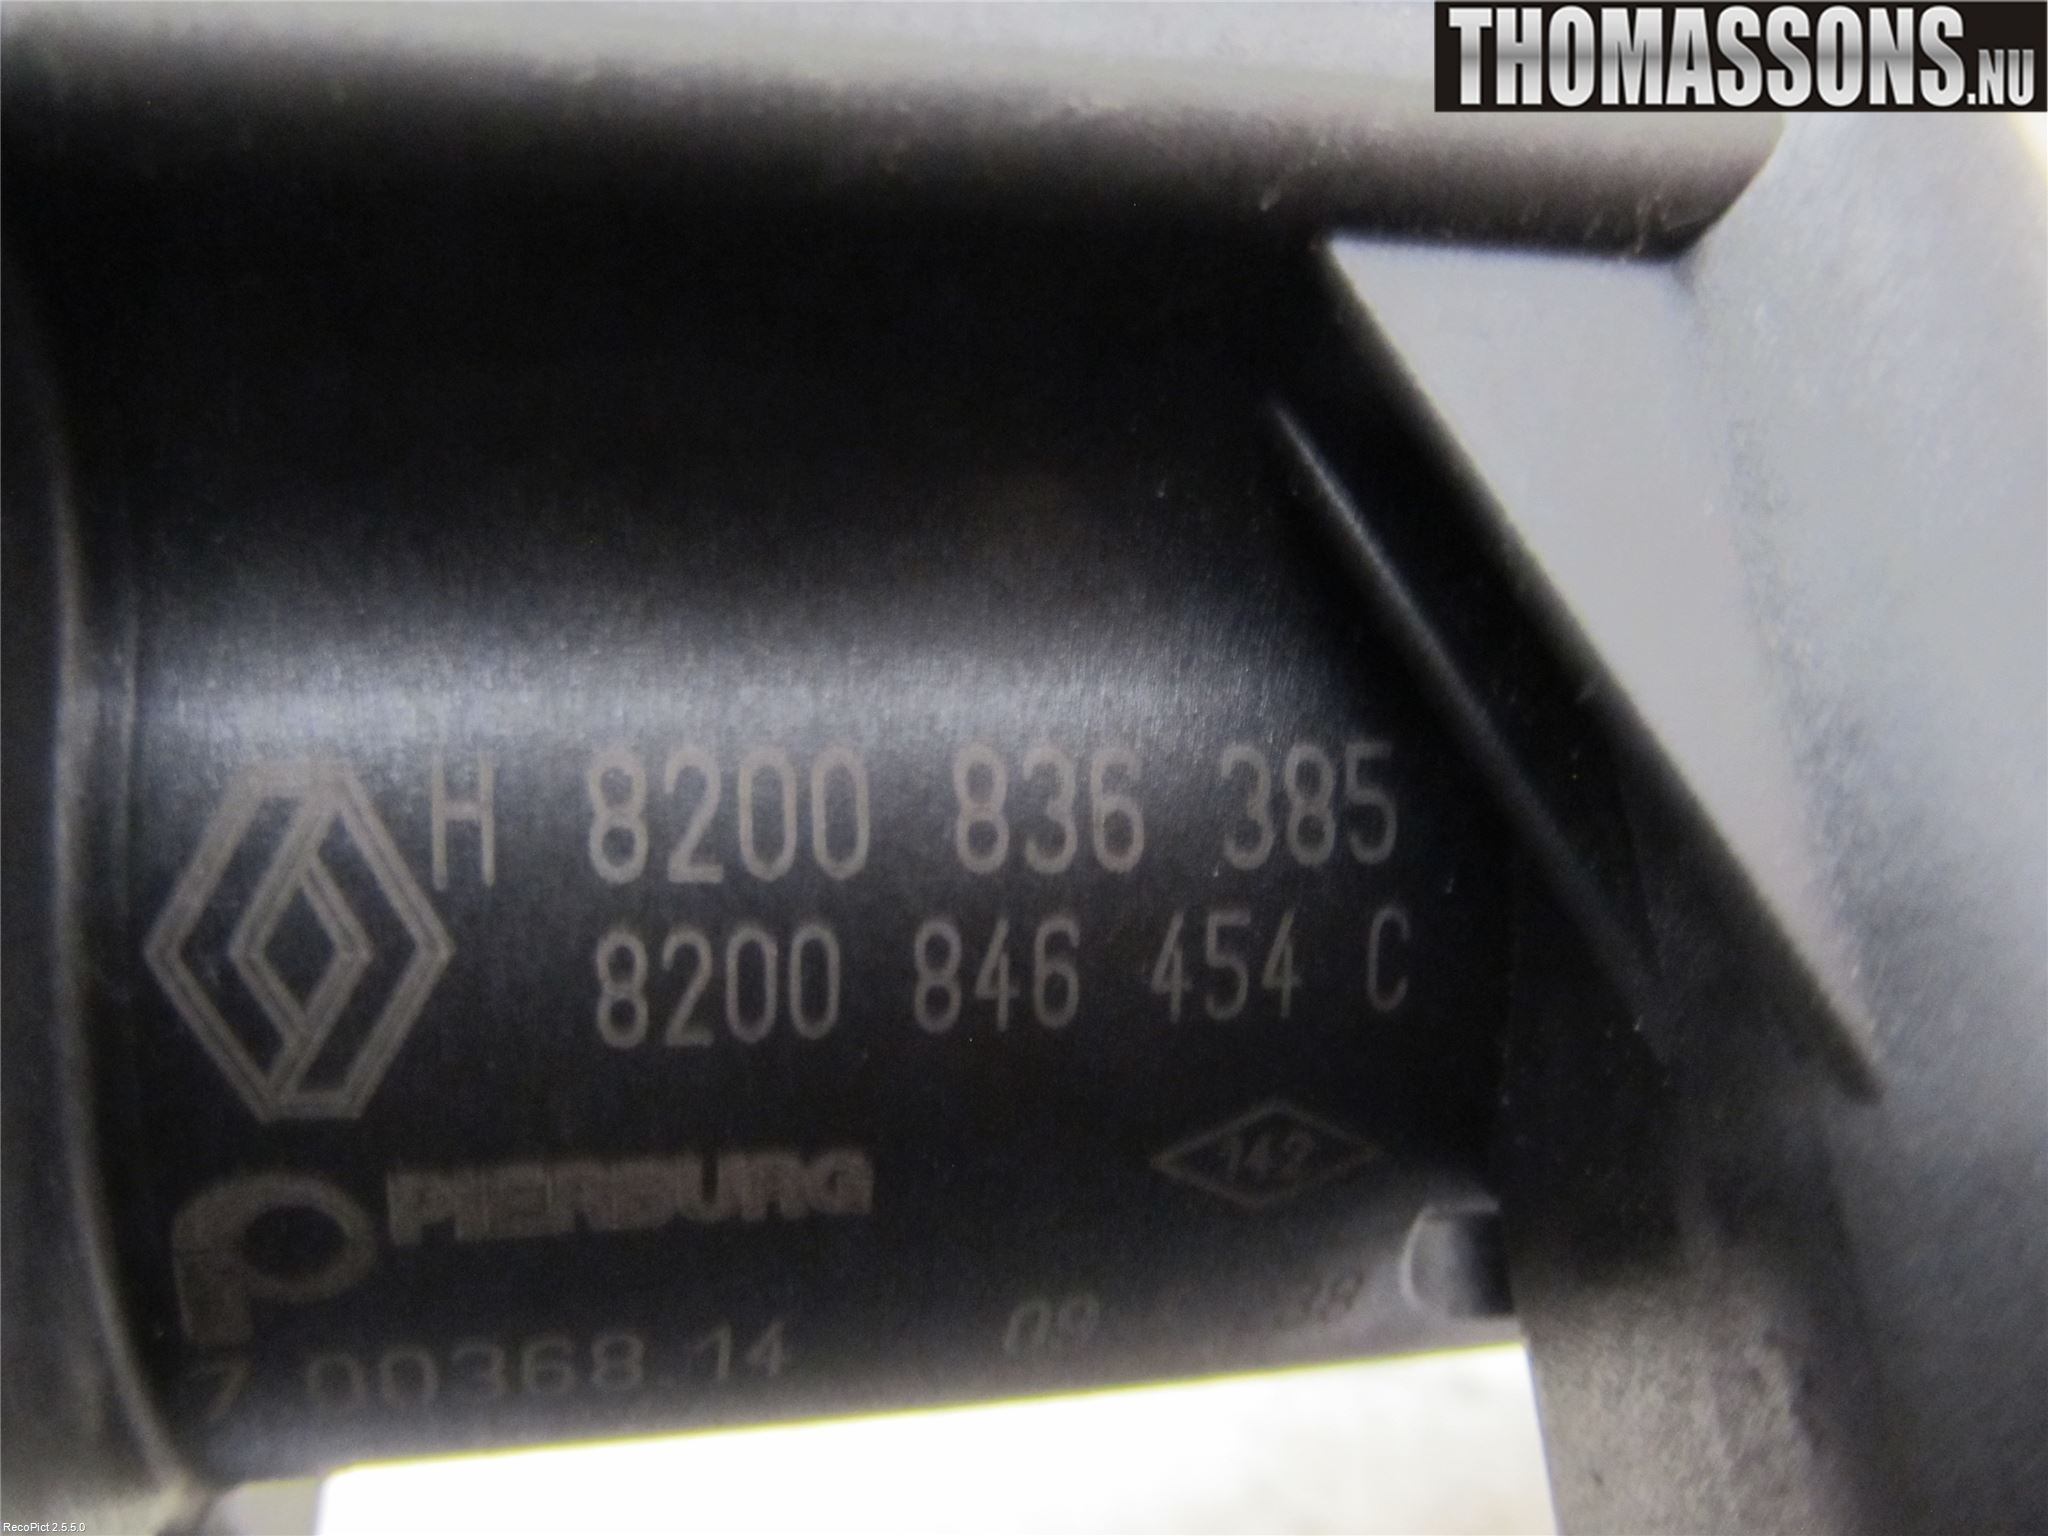 THOMASSONS.NU
H 8200 836 385
8200 846 454 C
142
PIERBURG
7.00368.14 09
RecoPict 2.5.5.0